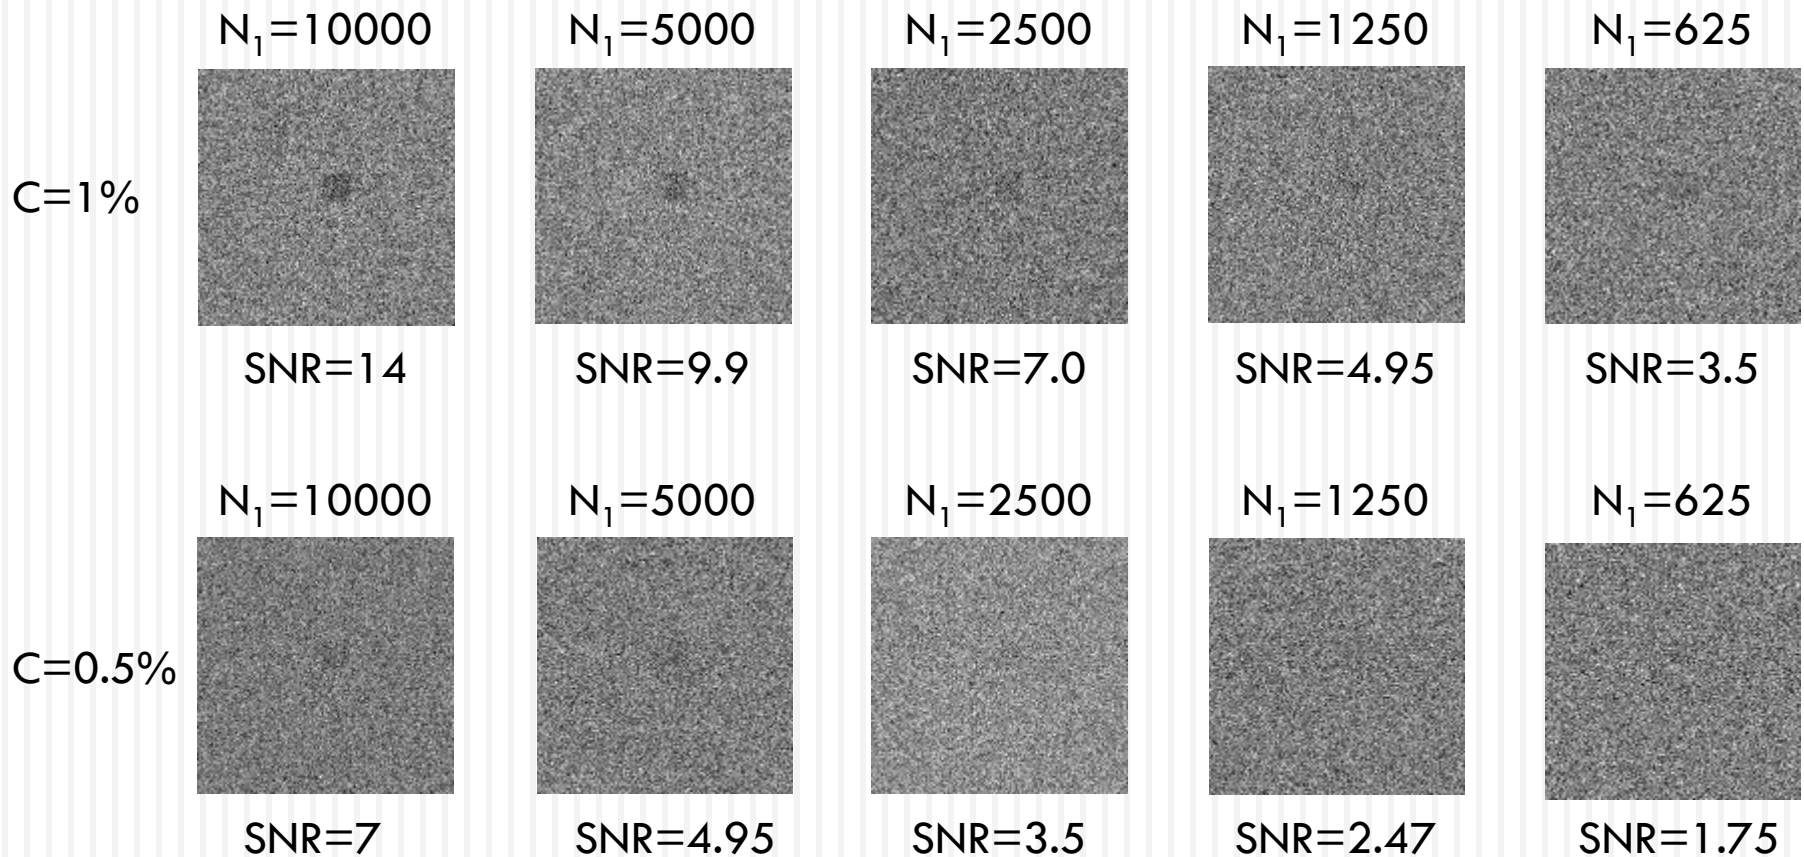 N₁=10000 N₁=5000 N₁=2500 N₁=1250 N₁=625
C=1%
SNR=14 SNR=9.9 SNR=7.0 SNR=4.95 SNR=3.5
N₁=10000 N₁=5000 N₁=2500 N₁=1250 N₁=625
C=0.5%
SNR=7 SNR=4.95 SNR=3.5 SNR=2.47 SNR=1.75